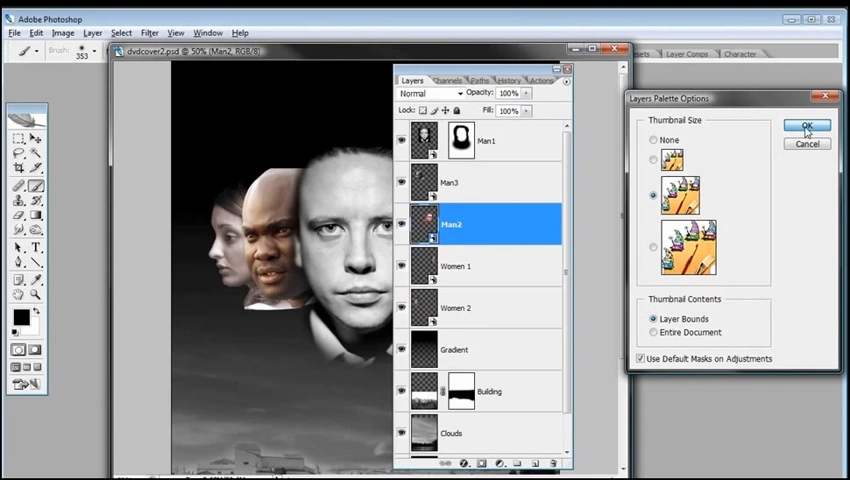 Adobe Photoshop
File Edit Image Layer Select Filter View Window Help
Brush: 353
Layer Comps Character
dvdcover2.psd @ 50% (Man2, RGB/8)
Layers Channels Paths History Actions
Normal Opacity: 100%
Lock: Fill: 100%
Man1
Man3
Man2
Women 1
Women 2
Gradient
Building
Clouds
Layers Palette Options
Thumbnail Size
None
OK
Cancel
Thumbnail Contents
Layer Bounds
Entire Document
Use Default Masks on Adjustments